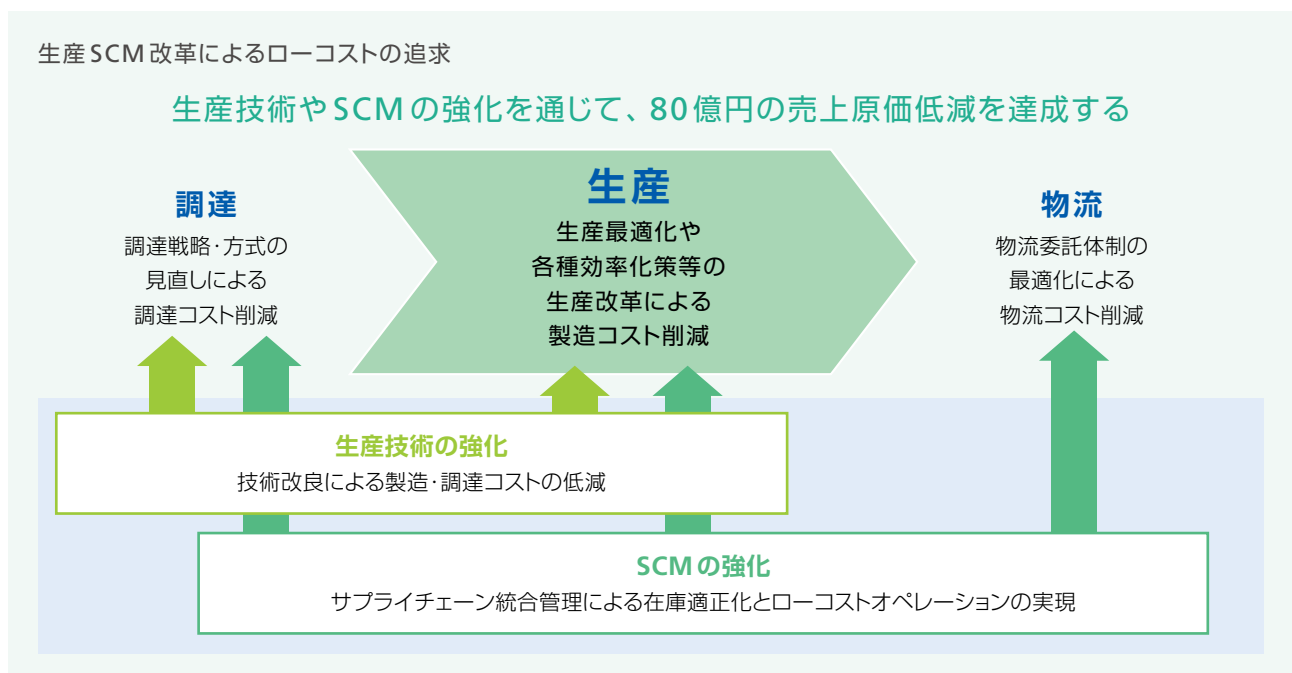 生産SCM改革によるローコストの追求
生産技術やSCMの強化を通じて、80億円の売上原価低減を達成する
調達
調達戦略・方式の
見直しによる
調達コスト削減
生産
生産最適化や
各種効率化策等の
生産改革による
製造コスト削減
物流
物流委託体制の
最適化による
物流コスト削減
生産技術の強化
技術改良による製造・調達コストの低減
SCMの強化
サプライチェーン統合管理による在庫適正化とローコストオペレーションの実現